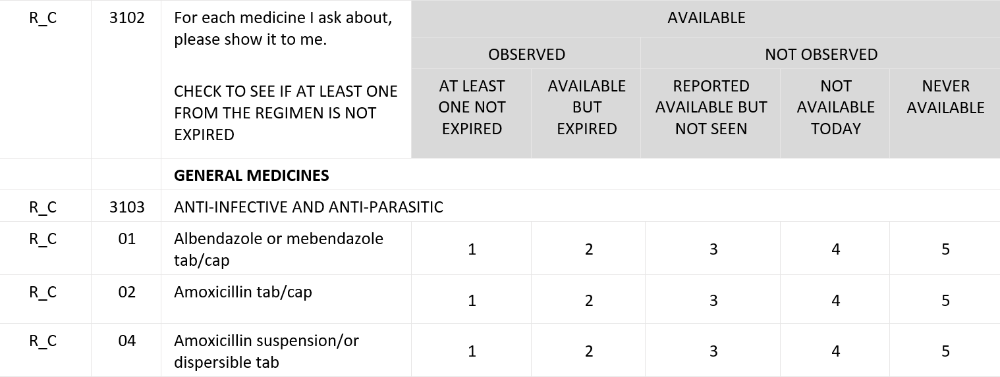 R_C 3102 For each medicine I ask about,
please show it to me.
CHECK TO SEE IF AT LEAST ONE
FROM THE REGIMEN IS NOT
EXPIRED
AVAILABLE
OBSERVED NOT OBSERVED
AT LEAST
ONE NOT
EXPIRED
AVAILABLE
BUT
EXPIRED
REPORTED
AVAILABLE BUT
NOT SEEN
NOT
AVAILABLE
TODAY
NEVER
AVAILABLE
GENERAL MEDICINES
R_C 3103 ANTI-INFECTIVE AND ANTI-PARASITIC
R_C 01 Albendazole or mebendazole
tab/cap
1 2 3 4 5
R_C 02 Amoxicillin tab/cap
1 2 3 4 5
R_C 04 Amoxicillin suspension/or
dispersible tab
1 2 3 4 5